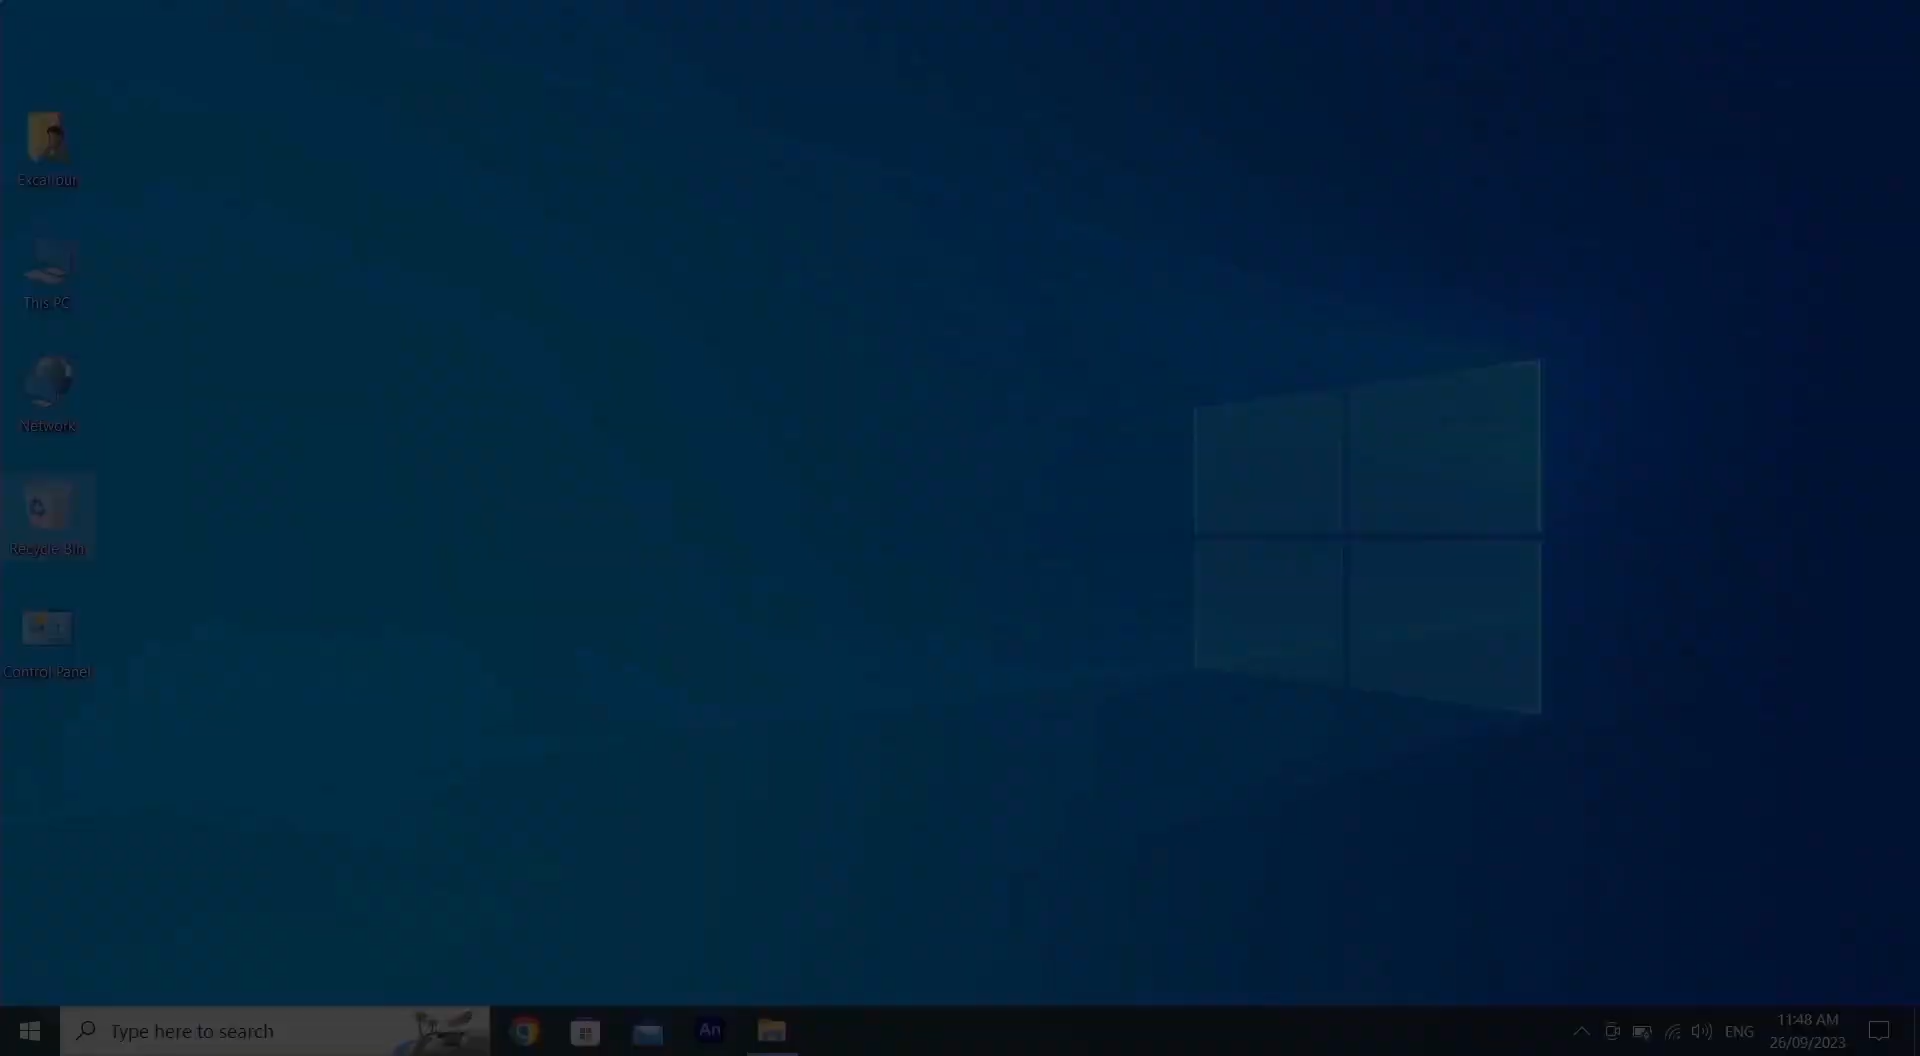 Excalibur
This PC
Network
Recycle Bin
Control Panel
Type here to search
An
ENG
11:48 AM
26/09/2023